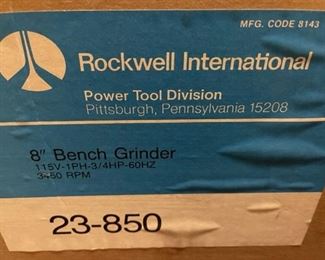 MFG. CODE 8143
Rockwell International
Power Tool Division
Pittsburgh, Pennsylvania 15208
8" Bench Grinder
115V-1PH-3/4HP-60HZ
3450 RPM
23-850